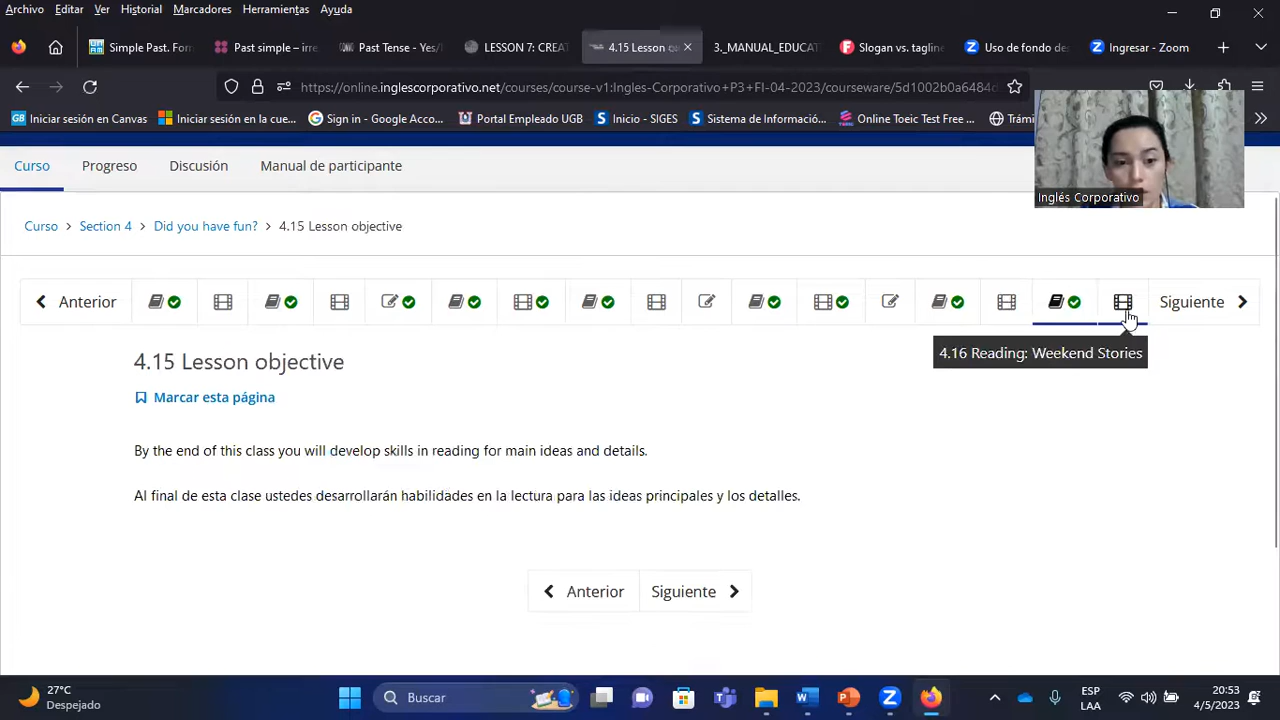 Archivo Editar Ver Historial Marcadores Herramientas Ayuda
Simple Past. Forn
Past simple – irre
Past Tense - Yes/
LESSON 7: CREAT
4.15 Lesson o
3._MANUAL_EDUCAT
Slogan vs. tagline
Uso de fondo de
Ingresar - Zoom
https://online.inglescorporativo.net/courses/course-v1:Ingles-Corporativo+P3+FI-04-2023/courseware/5d1002b0a6484d
Iniciar sesión en Canvas
Iniciar sesión en la cue...
Sign in - Google Acco...
Portal Empleado UGB
Inicio - SIGES
Sistema de Informació...
Online Toeic Test Free ...
Trámi
Inglés Corporativo
Curso Progreso Discusión Manual de participante
Curso > Section 4 > Did you have fun? > 4.15 Lesson objective
Anterior
Siguiente
4.16 Reading: Weekend Stories
4.15 Lesson objective
Marcar esta página
By the end of this class you will develop skills in reading for main ideas and details.
Al final de esta clase ustedes desarrollarán habilidades en la lectura para las ideas principales y los detalles.
Anterior Siguiente
27°C
Despejado
Buscar
ESP
LAA
20:53
4/5/2023